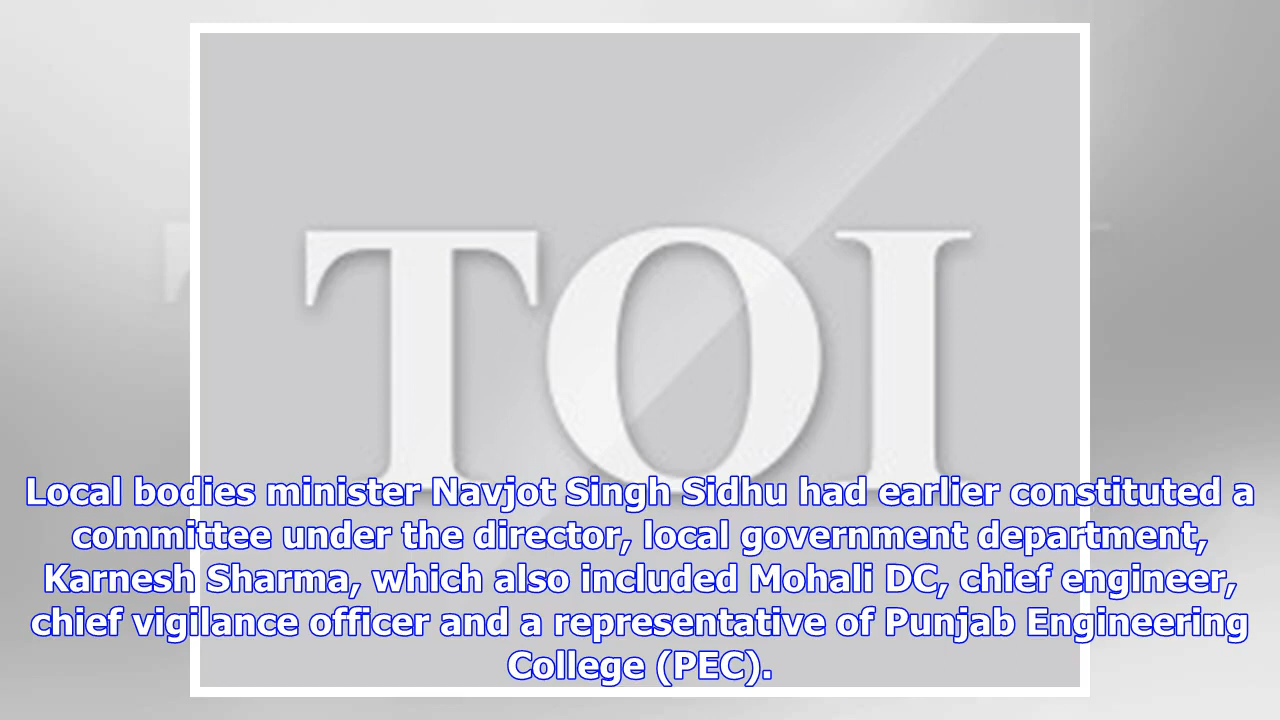 TOI
Local bodies minister Navjot Singh Sidhu had earlier constituted a
committee under the director, local government department,
Karnesh Sharma, which also included Mohali DC, chief engineer,
chief vigilance officer and a representative of Punjab Engineering
College (PEC).